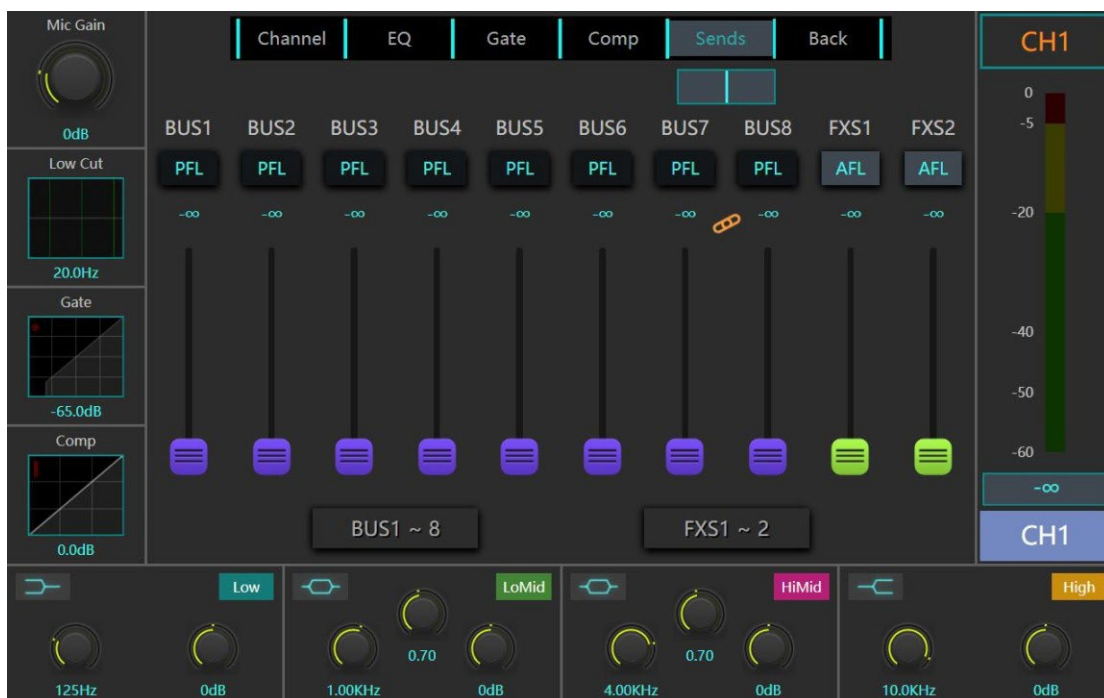 Mic Gain
0dB
Low Cut
20.0Hz
Gate
-65.0dB
Comp
0.0dB
Channel EQ Gate Comp Sends Back
BUS1 BUS2 BUS3 BUS4 BUS5 BUS6 BUS7 BUS8 FXS1 FXS2
PFL PFL PFL PFL PFL PFL PFL PFL AFL AFL
-∞ -∞ -∞ -∞ -∞ -∞ -∞ -∞ -∞ -∞
BUS1 ~ 8 FXS1 ~ 2
CH1
0
-5
-20
-40
-50
-60
-∞
CH1
Low
125Hz 0dB
LoMid
0.70
1.00KHz 0dB
HiMid
0.70
4.00KHz 0dB
High
10.0KHz 0dB